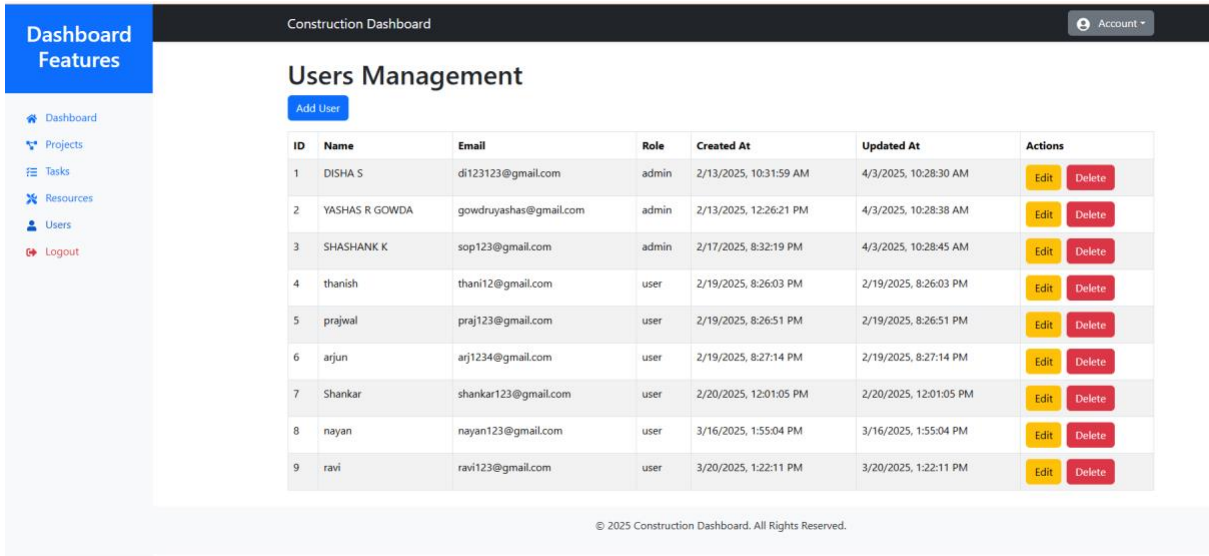 Dashboard
Features
Dashboard
Projects
Tasks
Resources
Users
Logout
Construction Dashboard
Account
Users Management
Add User
ID Name Email Role Created At Updated At Actions
1 DISHA S di123123@gmail.com admin 2/13/2025, 10:31:59 AM 4/3/2025, 10:28:30 AM Edit Delete
2 YASHAS R GOWDA gowdruyashas@gmail.com admin 2/13/2025, 12:26:21 PM 4/3/2025, 10:28:38 AM Edit Delete
3 SHASHANK K sop123@gmail.com admin 2/17/2025, 8:32:19 PM 4/3/2025, 10:28:45 AM Edit Delete
4 thanish thani12@gmail.com user 2/19/2025, 8:26:03 PM 2/19/2025, 8:26:03 PM Edit Delete
5 prajwal praj123@gmail.com user 2/19/2025, 8:26:51 PM 2/19/2025, 8:26:51 PM Edit Delete
6 arjun arj1234@gmail.com user 2/19/2025, 8:27:14 PM 2/19/2025, 8:27:14 PM Edit Delete
7 Shankar shankar123@gmail.com user 2/20/2025, 12:01:05 PM 2/20/2025, 12:01:05 PM Edit Delete
8 nayan nayan123@gmail.com user 3/16/2025, 1:55:04 PM 3/16/2025, 1:55:04 PM Edit Delete
9 ravi ravi123@gmail.com user 3/20/2025, 1:22:11 PM 3/20/2025, 1:22:11 PM Edit Delete
© 2025 Construction Dashboard. All Rights Reserved.